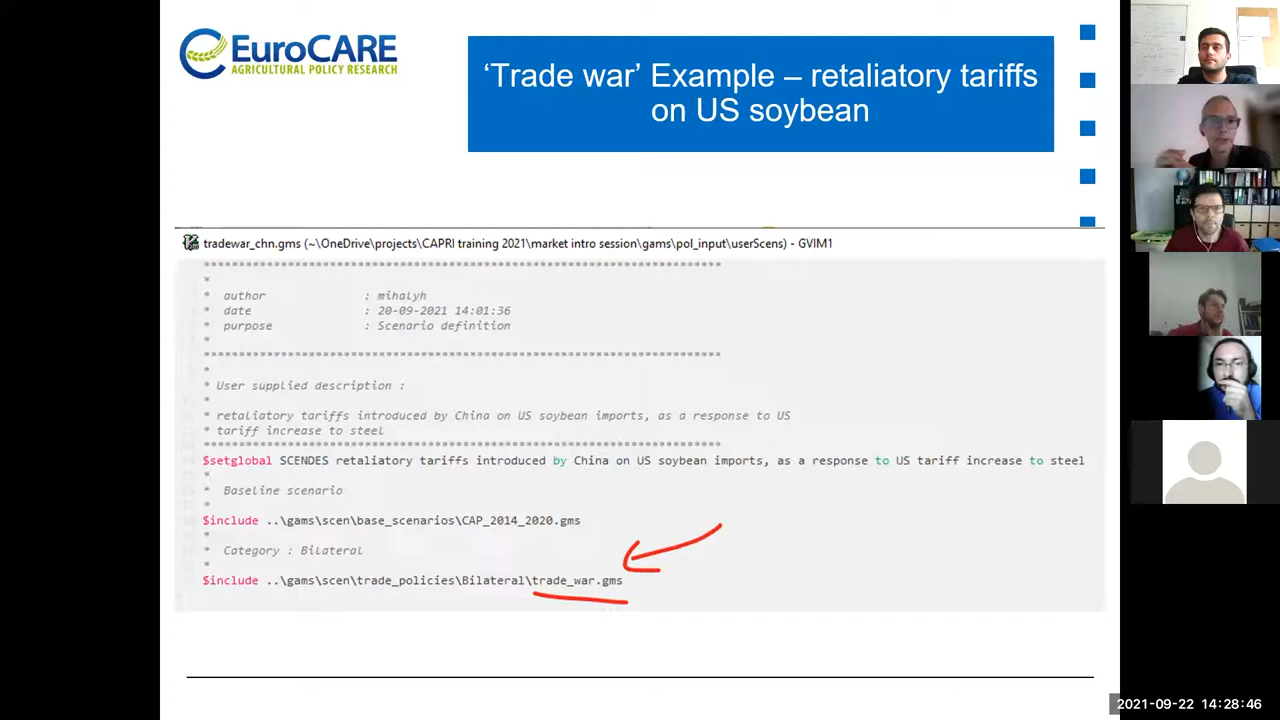 EuroCARE
AGRICULTURAL POLICY RESEARCH
‘Trade war’ Example – retaliatory tariffs
on US soybean
tradewar_chn.gms (~\OneDrive\projects\CAPRI training 2021\market intro session\gams\pol_input\userScens) - GVIM1
**************************************************************************
*
* author : mihalyh
* date : 20-09-2021 14:01:36
* purpose : Scenario definition
*
**************************************************************************
*
* User supplied description :
*
* retaliatory tariffs introduced by China on US soybean imports, as a response to US
* tariff increase to steel
**************************************************************************
$setglobal SCENDES retaliatory tariffs introduced by China on US soybean imports, as a response to US tariff increase to steel
*
* Baseline scenario
*
$include ..\gams\scen\base_scenarios\CAP_2014_2020.gms
*
* Category : Bilateral
*
$include ..\gams\scen\trade_policies\Bilateral\trade_war.gms
2021-09-22 14:28:46